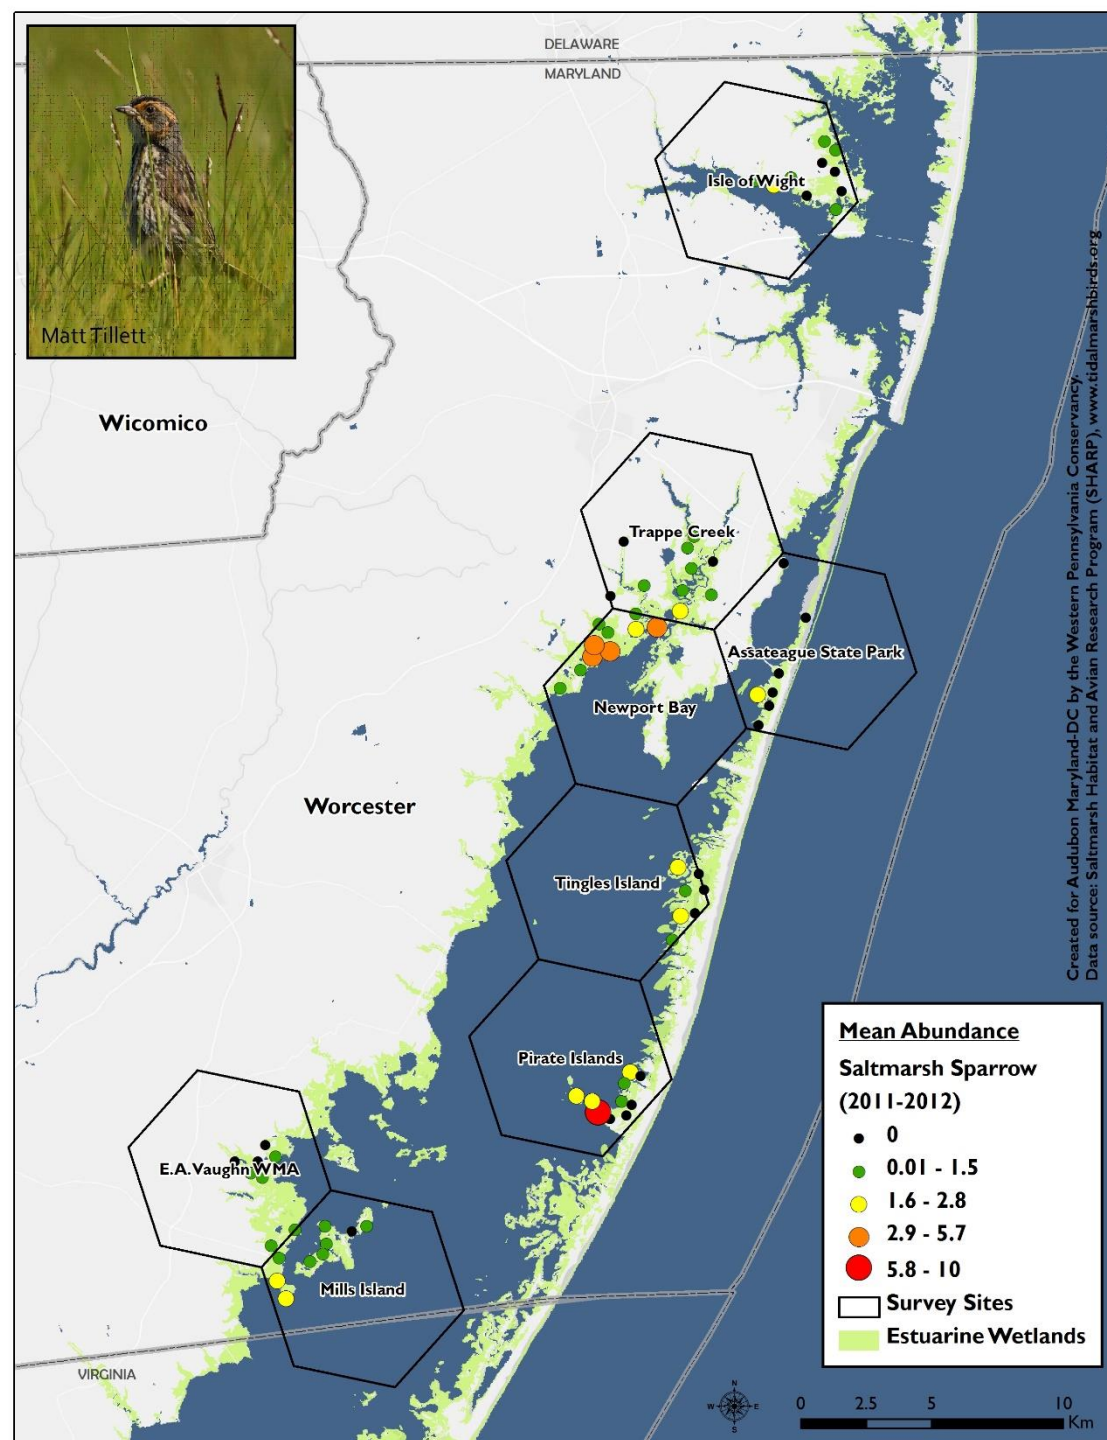 Matt Tillett
DELAWARE
MARYLAND
Isle of Wight
Wicomico
Trappe Creek
Assateague State Park
Newport Bay
Worcester
Tingles Island
Pirate Islands
E.A. Vaughn WMA
Mills Island
VIRGINIA
Created for Audubon Maryland-DC by the Western Pennsylvania Conservancy.
Data source: Saltmarsh Habitat and Avian Research Program (SHARP), www.tidalmarshbirds.org
Mean Abundance
Saltmarsh Sparrow
(2011-2012)
0
0.01 - 1.5
1.6 - 2.8
2.9 - 5.7
5.8 - 10
Survey Sites
Estuarine Wetlands
N
W E
S
0 2.5 5 10
Km